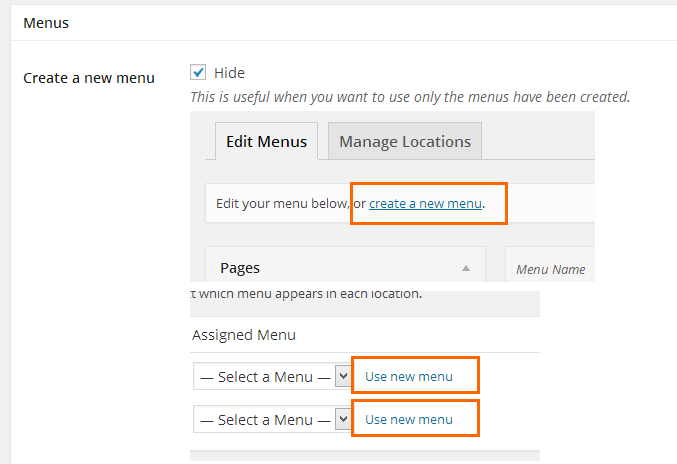 Menus
Create a new menu
Hide
This is useful when you want to use only the menus have been created.
Edit Menus
Manage Locations
Edit your menu below, or create a new menu.
Pages
Menu Name
t which menu appears in each location.
Assigned Menu
— Select a Menu —
Use new menu
— Select a Menu —
Use new menu